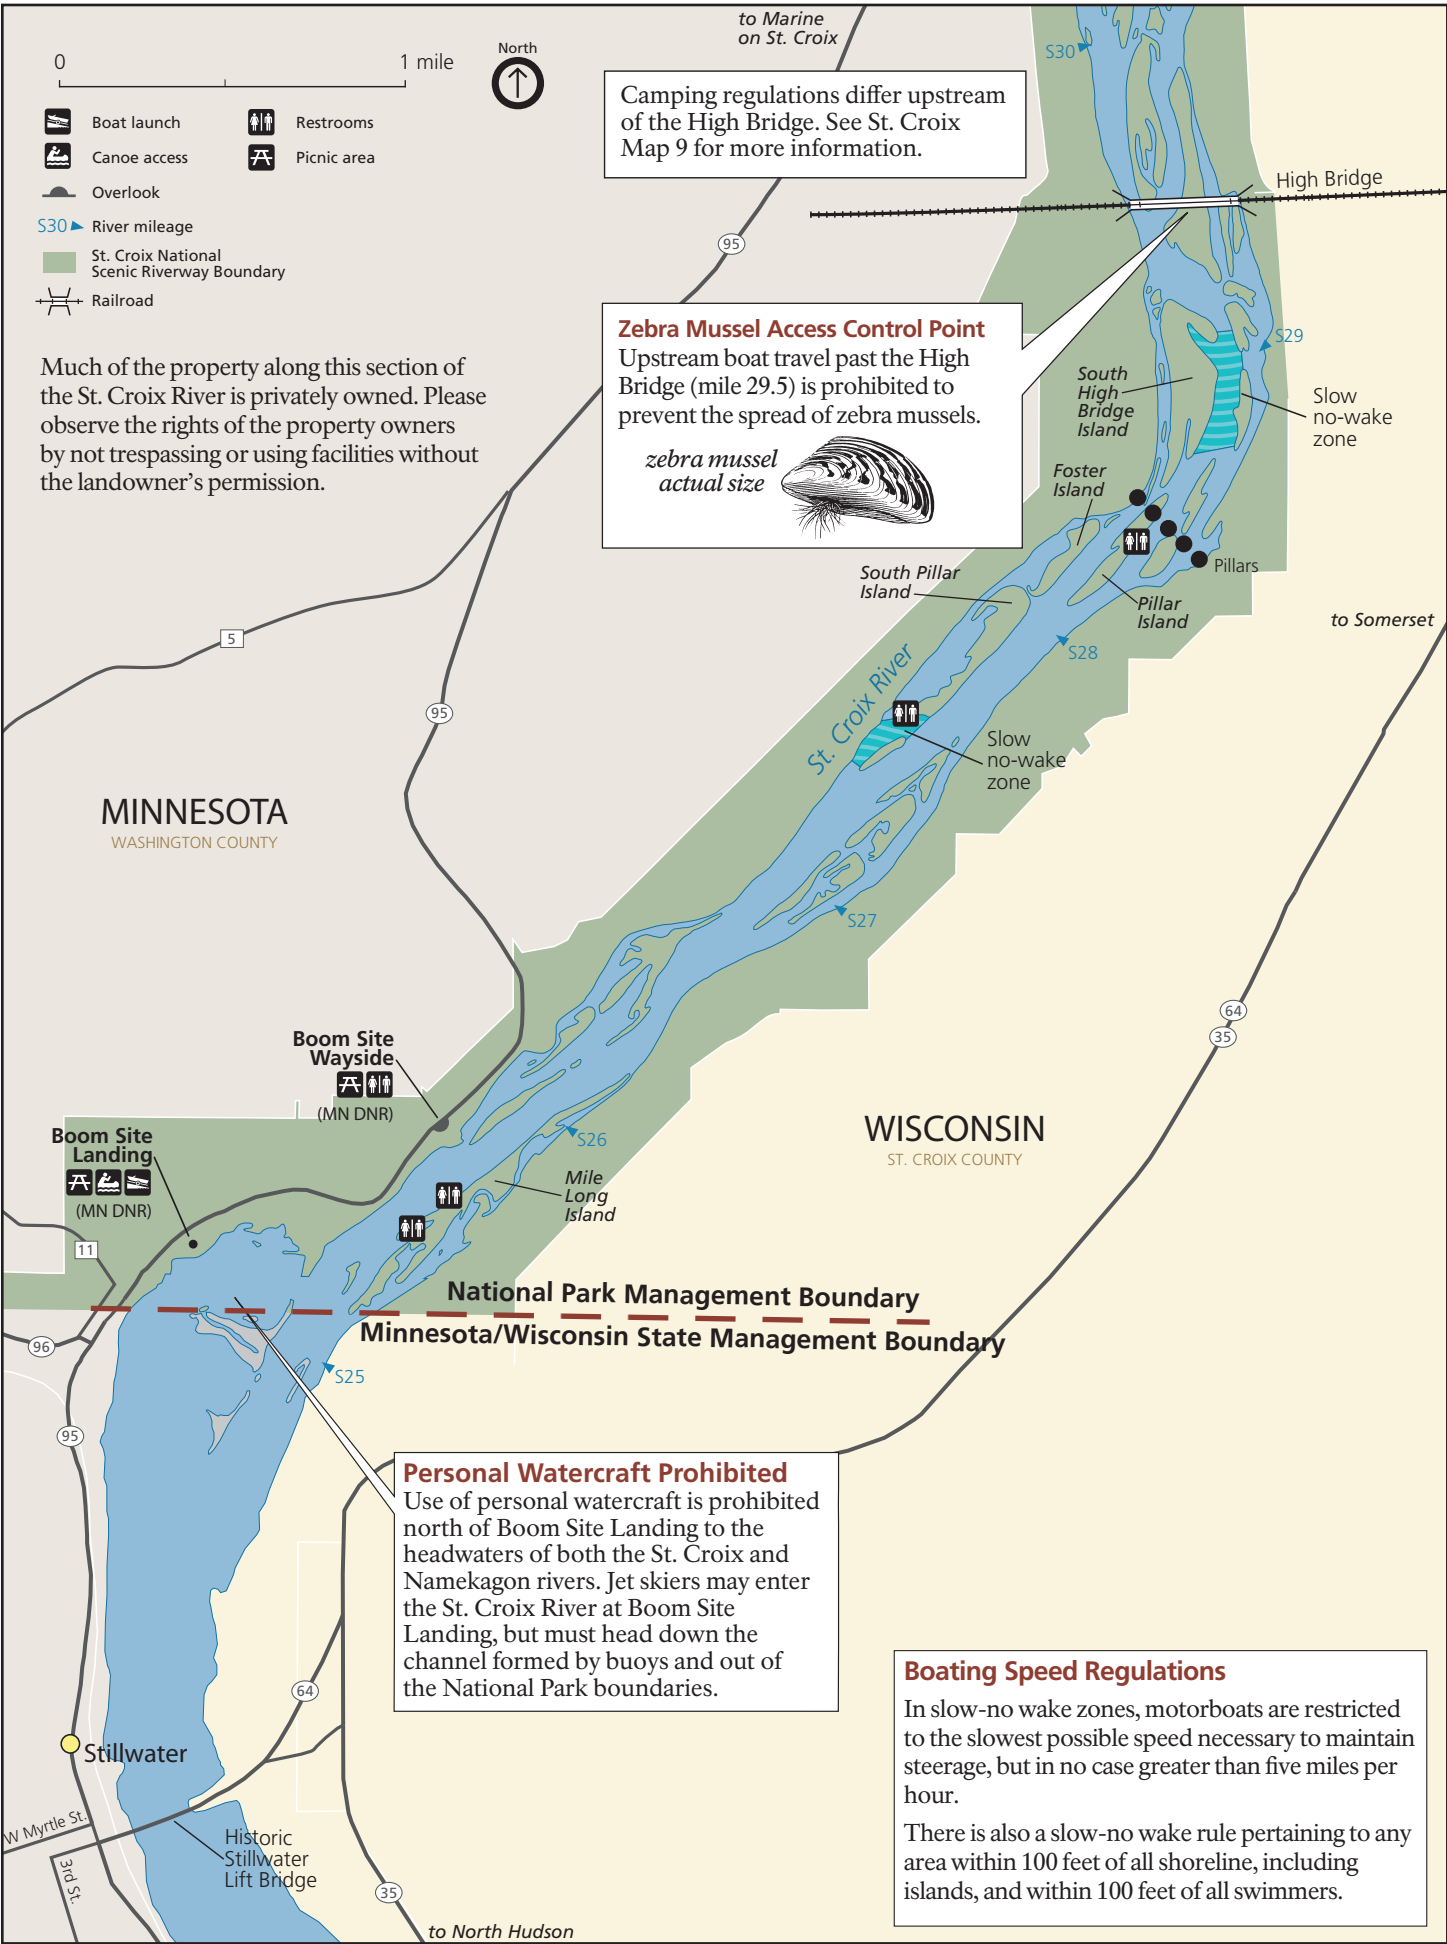 to Marine
on St. Croix
0
1 mile
North
Boat launch
Restrooms
Canoe access
Picnic area
Overlook
S30
River mileage
St. Croix National
Scenic Riverway Boundary
Railroad
Much of the property along this section of
the St. Croix River is privately owned. Please
observe the rights of the property owners
by not trespassing or using facilities without
the landowner's permission.
S30
Camping regulations differ upstream
of the High Bridge. See St. Croix
Map 9 for more information.
High Bridge
95
Zebra Mussel Access Control Point
Upstream boat travel past the High
Bridge (mile 29.5) is prohibited to
prevent the spread of zebra mussels.
zebra mussel
actual size
S29
South
High
Bridge
Island
Slow
no-wake
zone
Foster
Island
Pillars
South Pillar
Island
Pillar
Island
to Somerset
5
S28
St. Croix River
95
Slow
no-wake
zone
MINNESOTA
WASHINGTON COUNTY
S27
64
35
Boom Site
Wayside
(MN DNR)
WISCONSIN
ST. CROIX COUNTY
Boom Site
Landing
(MN DNR)
S26
Mile
Long
Island
11
National Park Management Boundary
Minnesota/Wisconsin State Management Boundary
96
S25
95
Personal Watercraft Prohibited
Use of personal watercraft is prohibited
north of Boom Site Landing to the
headwaters of both the St. Croix and
Namekagon rivers. Jet skiers may enter
the St. Croix River at Boom Site
Landing, but must head down the
channel formed by buoys and out of
the National Park boundaries.
64
Boating Speed Regulations
In slow-no wake zones, motorboats are restricted
to the slowest possible speed necessary to maintain
steerage, but in no case greater than five miles per
hour.
There is also a slow-no wake rule pertaining to any
area within 100 feet of all shoreline, including
islands, and within 100 feet of all swimmers.
Stillwater
W Myrtle St.
3rd St.
Historic
Stillwater
Lift Bridge
35
to North Hudson